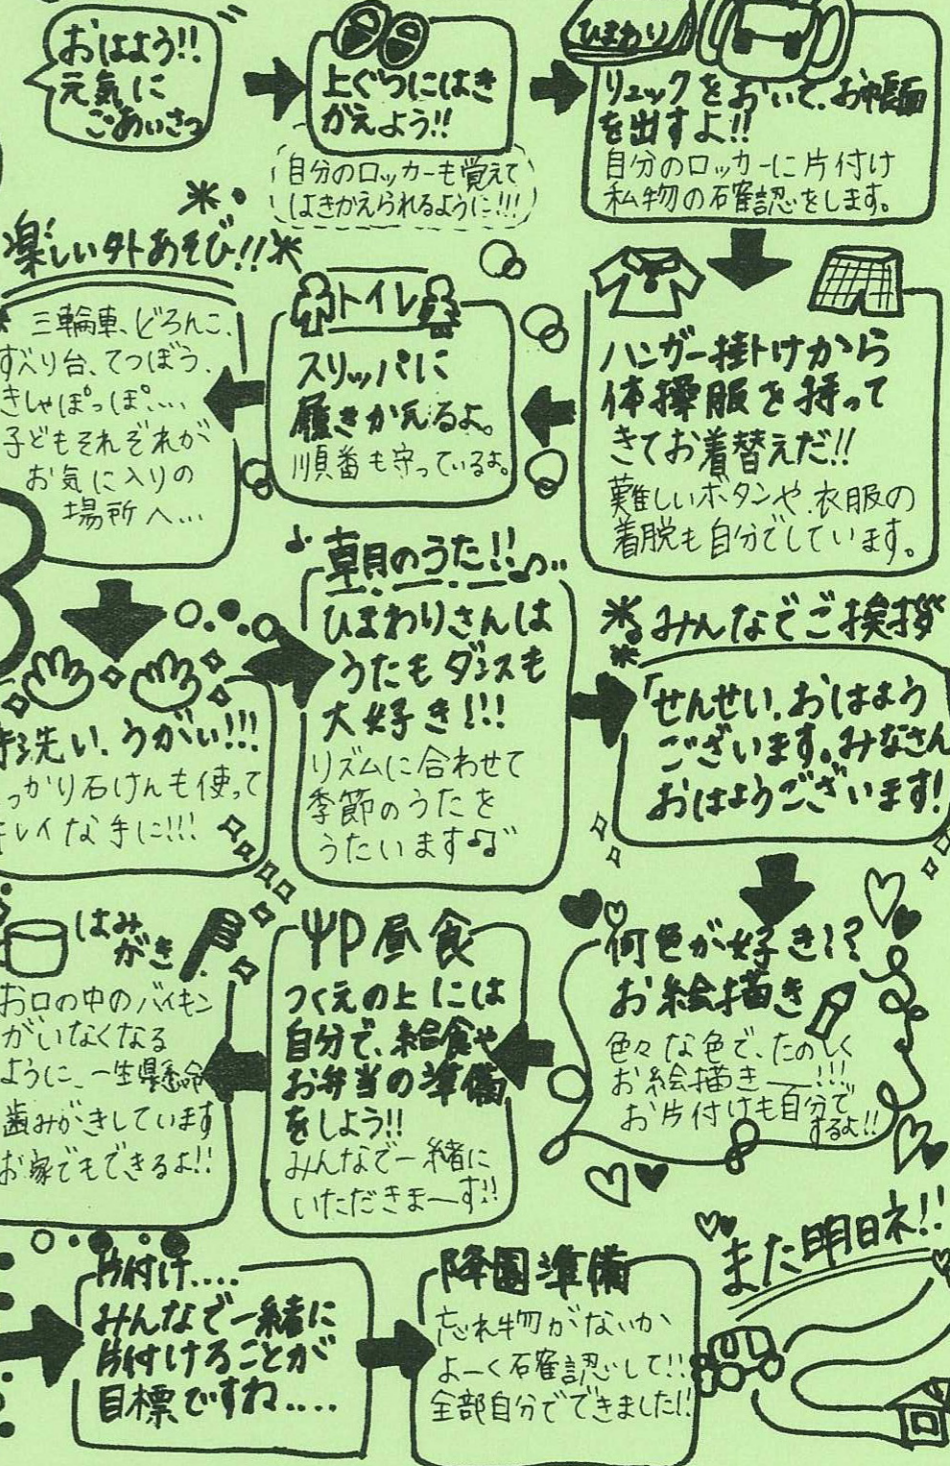 おはよう!!
元気に
ごあいさつ
上ぐつにはき
かえよう!!
自分のロッカーも覚えて
はきかえられるように!!!
ひまわり
リュックをおいて、お帳面
を出すよ!!
自分のロッカーに片付け
私物の確認をします。
ハンガー掛けから
体操服を持って
きてお着替えだ!!
難しいボタンや、衣服の
着脱も自分でしています。
トイレ
スリッパに
履きかえるよ。
順番も守っているよ。
楽しい外あそび!!
三輪車、どろんこ、
すべり台、てつぼう、
きしゃぽっぽ、...
子どもそれぞれが
お気に入りの
場所へ...
手洗い、うがい!!!
っかり石けんも使って
キレイな手に!!!
朝のうた!!
ひまわりさんは
うたもダンスも
大好き!!!
リズムに合わせて
季節のうたを
うたいます
みんなでご挨拶
「せんせい、おはよう
ございます。みなさん
おはようございます!
何色が好き!?
お絵描き
色々な色で、たのしく
お絵描きー!!!
お片付けも自分で
するよ!!
昼食
つくえの上には
自分で、給食や
お弁当の準備
をしよう!!
みんなで一緒に
いただきまーす!!
はみ
がき
お口の中のバイキン
がいなくなる
ように、一生懸命
歯みがきしています
お家でもできるよ!!
片付け....
みんなで一緒に
片付けることが
目標ですね....
降園準備
忘れ物がないか
よーく確認して!!
全部自分でできました!!
また明日ネ!!